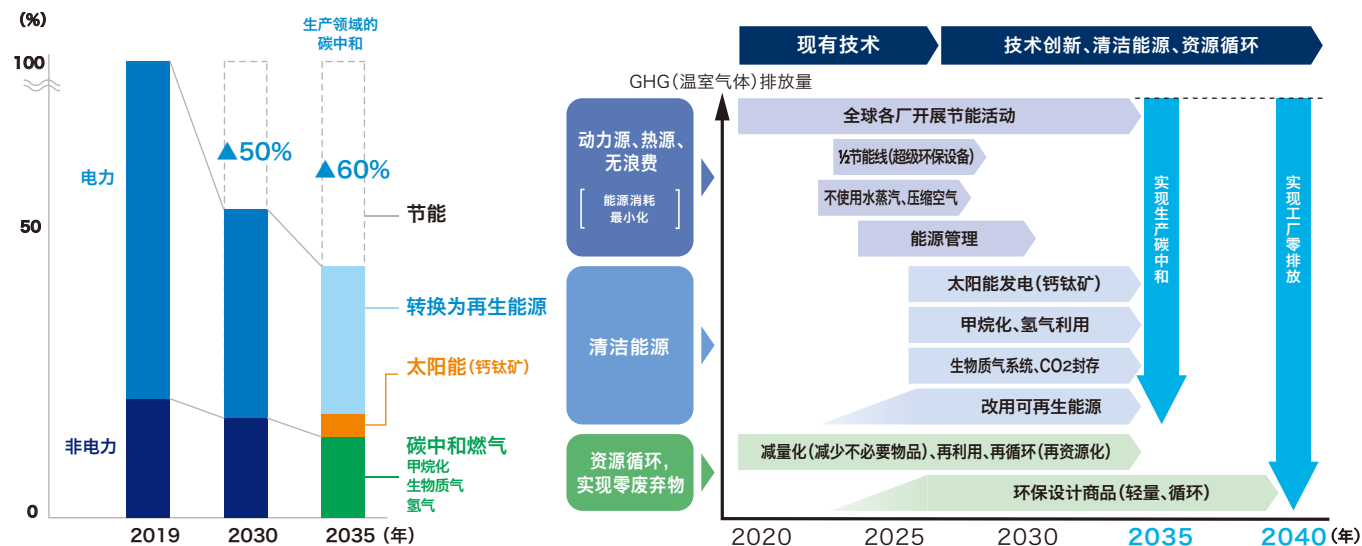 (%)
100
50
0
生产领域的
碳中和
▲50%
▲60%
电力
非电力
节能
转换为再生能源
太阳能(钙钛矿)
碳中和燃气
甲烷化
生物质气
氢气
2019
2030
2035 (年)
现有技术
技术创新、清洁能源、资源循环
GHG(温室气体)排放量
动力源、热源、
无浪费
[能源消耗
最小化]
清洁能源
资源循环,
实现零废弃物
全球各厂开展节能活动
½节能线(超级环保设备)
不使用水蒸汽、压缩空气
能源管理
太阳能发电(钙钛矿)
甲烷化、氢气利用
生物质气系统、CO2封存
改用可再生能源
减量化(减少不必要物品)、再利用、再循环(再资源化)
环保设计商品(轻量、循环)
实现生产碳中和
实现工厂零排放
2020
2025
2030
2035
2040 (年)